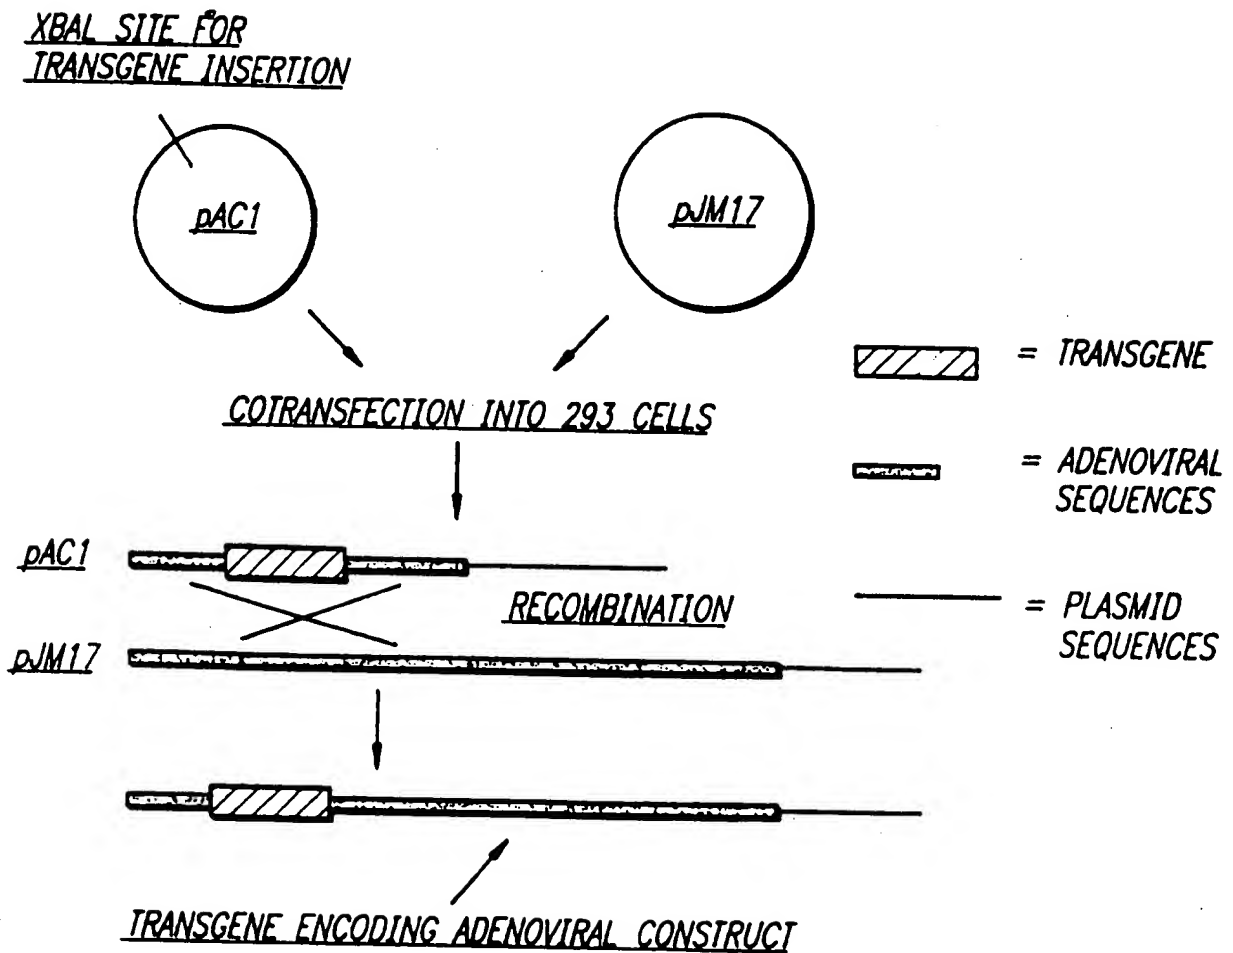 XBAL SITE FOR
TRANSGENE INSERTION
pAC1
pJM17
COTRANSFECTION INTO 293 CELLS
= TRANSGENE
= ADENOVIRAL
SEQUENCES
pAC1
RECOMBINATION
= PLASMID
SEQUENCES
pJM17
TRANSGENE ENCODING ADENOVIRAL CONSTRUCT